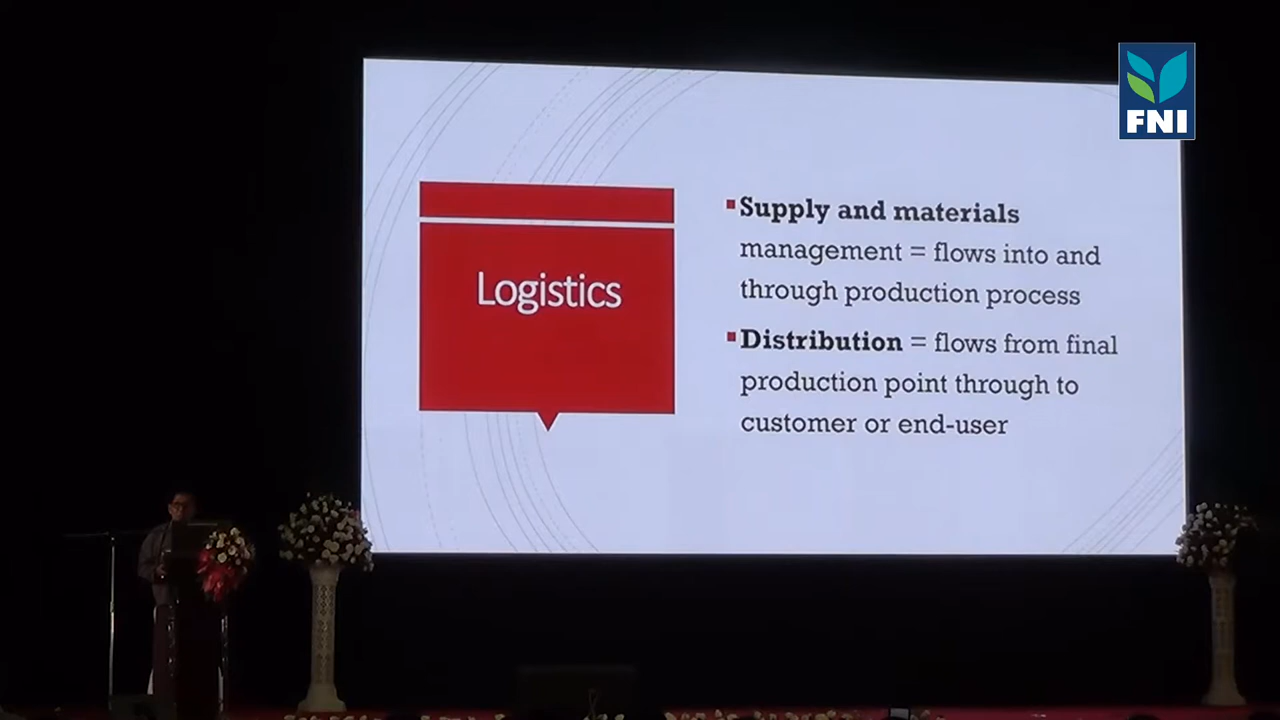 FNI
Logistics
Supply and materials
management = flows into and
through production process
Distribution = flows from final
production point through to
customer or end-user